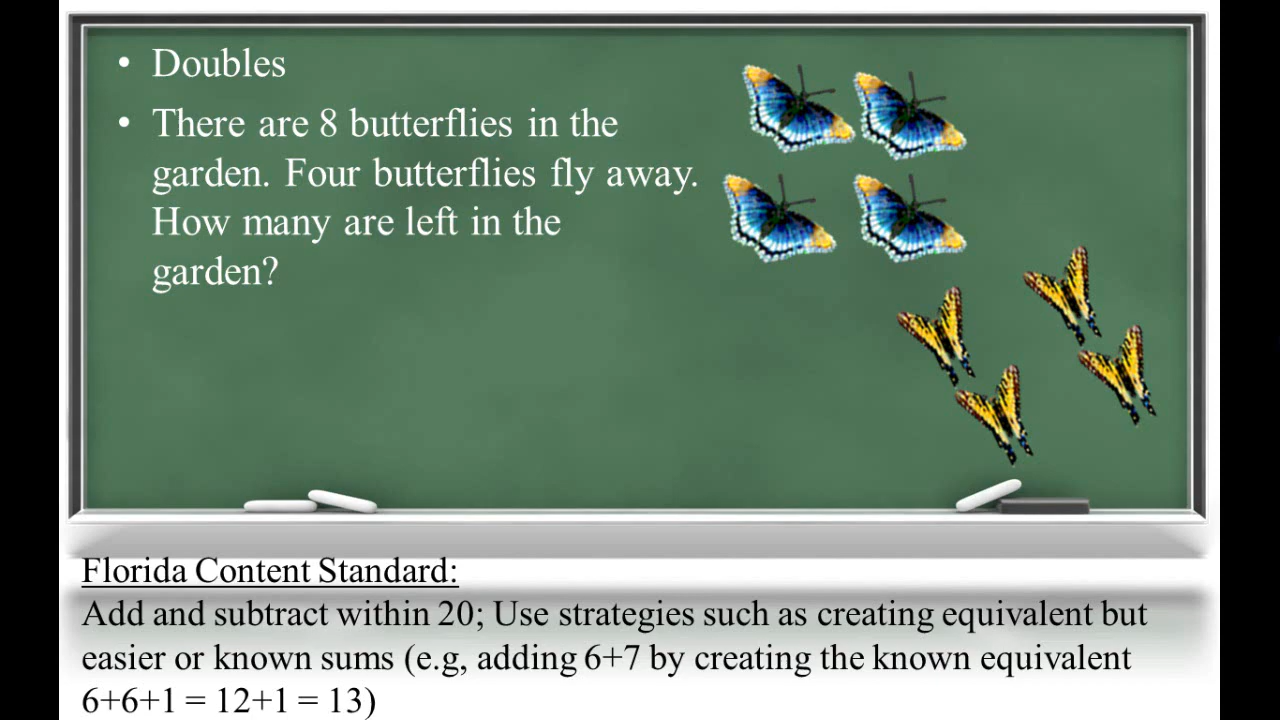 • Doubles
• There are 8 butterflies in the
garden. Four butterflies fly away.
How many are left in the
garden?
Florida Content Standard:
Add and subtract within 20; Use strategies such as creating equivalent but
easier or known sums (e.g, adding 6+7 by creating the known equivalent
6+6+1 = 12+1 = 13)